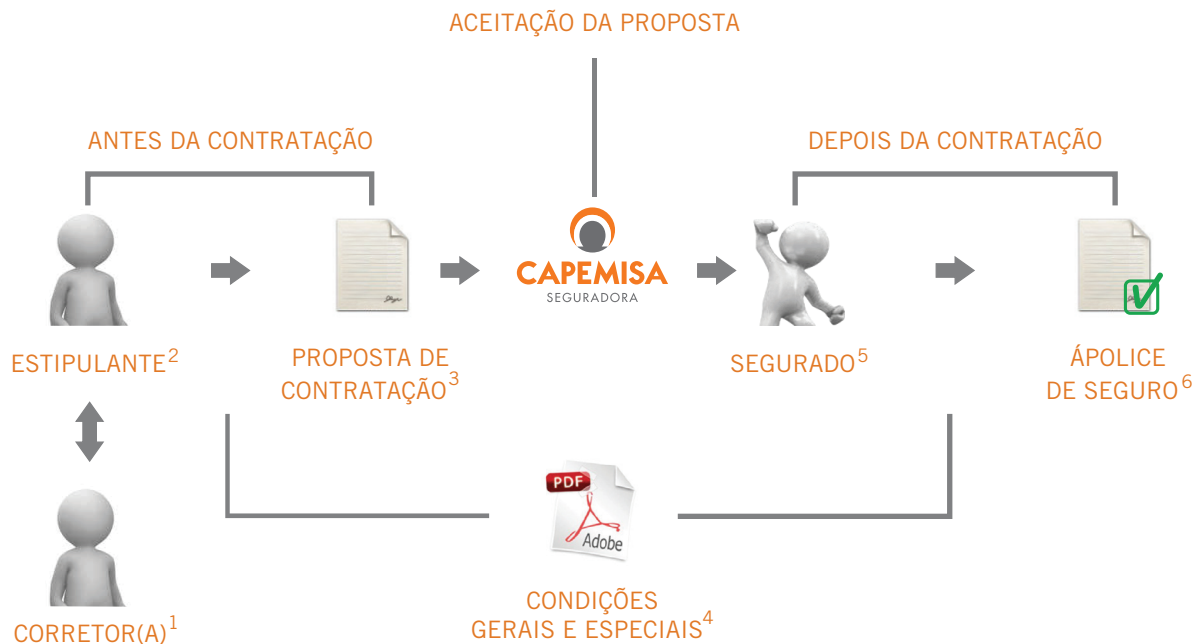 ACEITAÇÃO DA PROPOSTA
ANTES DA CONTRATAÇÃO
DEPOIS DA CONTRATAÇÃO
CAPEMISA
SEGURADORA
ESTIPULANTE2
PROPOSTA DE
CONTRATAÇÃO3
SEGURADO5
ÁPOLICE
DE SEGURO6
PDF
Adobe
CORRETOR(A)1
CONDIÇÕES
GERAIS E ESPECIAIS4